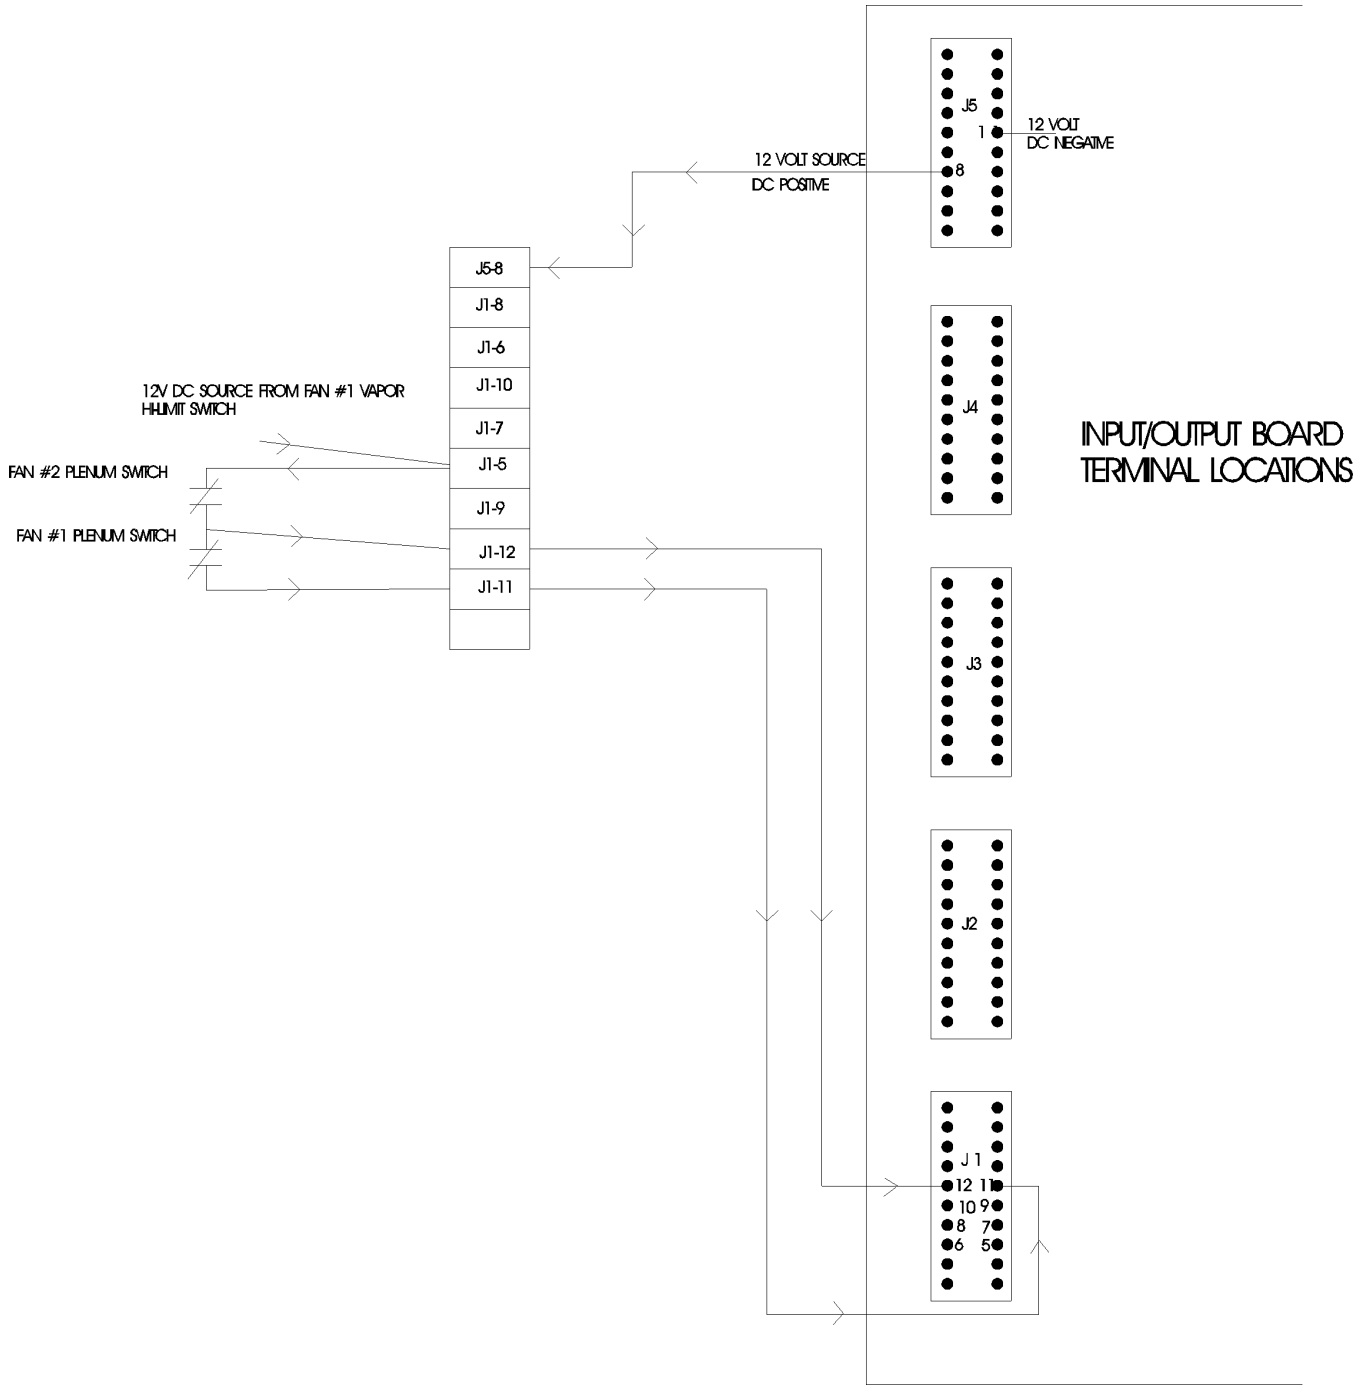 J5
1 1
12 VOLT
DC NEGATIVE
12 VOLT SOURCE
DC POSITIVE
8
J5-8
J1-8
J1-6
J1-10
J1-7
J1-5
J1-9
J1-12
J1-11
12V DC SOURCE FROM FAN #1 VAPOR
HI-LIMIT SWITCH
FAN #2 PLENUM SWITCH
FAN #1 PLENUM SWITCH
J4
INPUT/OUTPUT BOARD
TERMINAL LOCATIONS
J3
J2
J 1
12 11
10 9
8 7
6 5